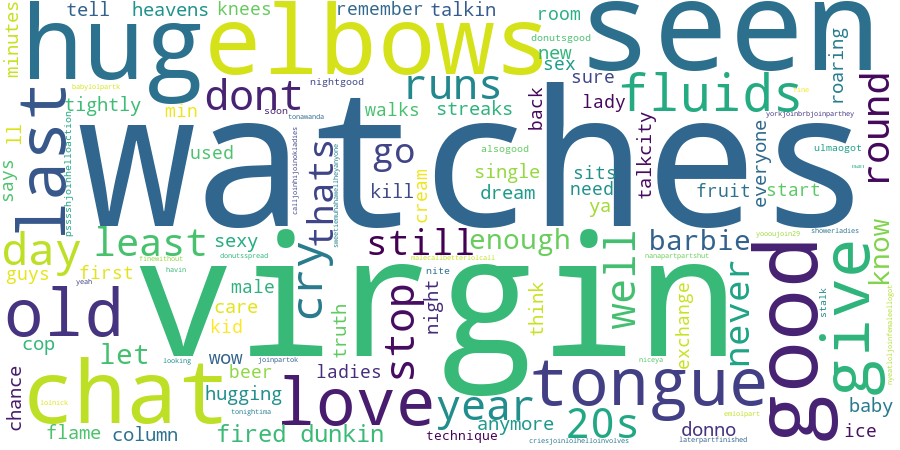 minutes
tell
heavens
knees
remember
talkin
room
donutsgood
new
sex
seen
roaring
hug
elbows
babylolpartk
nightgood
sure
dont
runs
fluids
lady
last
tightly
min
soon
tonawanda
walks
streaks
back
round
yorkjoinbrbjoinparthey
ll
says
used
watches
thats
go
kill
cream
alsogood
single
dream
sits
need
ya
talkcity
fruit
everyone
start
ulmaogot
day
least
sexy
cry
still
enough
barbie
yoooujoin29
showerladies
know
guys
first
finewithout
donutsspread
havin
yeah
nite
nanapartpartshut
virgin
well
never
good
give
stalk
old
male
care
kid
truth
stop
night
think
exchange
cop
let
wow
looking
joinpartok
niceya
chat
beer
ladies
tongue
chance
lolnick
hugging
tonightima
love
year
anymore
20s
donno
baby
flame
column
fired
dunkin
technique
criesjoinlolhelloinvolves
laterpartfinished
ice